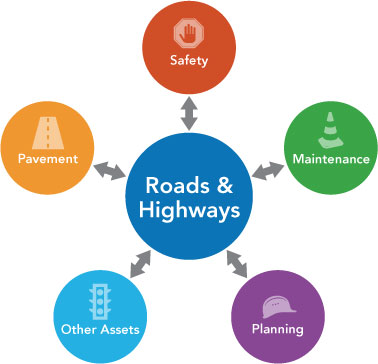 Safety
Pavement
Maintenance
Roads &
Highways
Other Assets
Planning